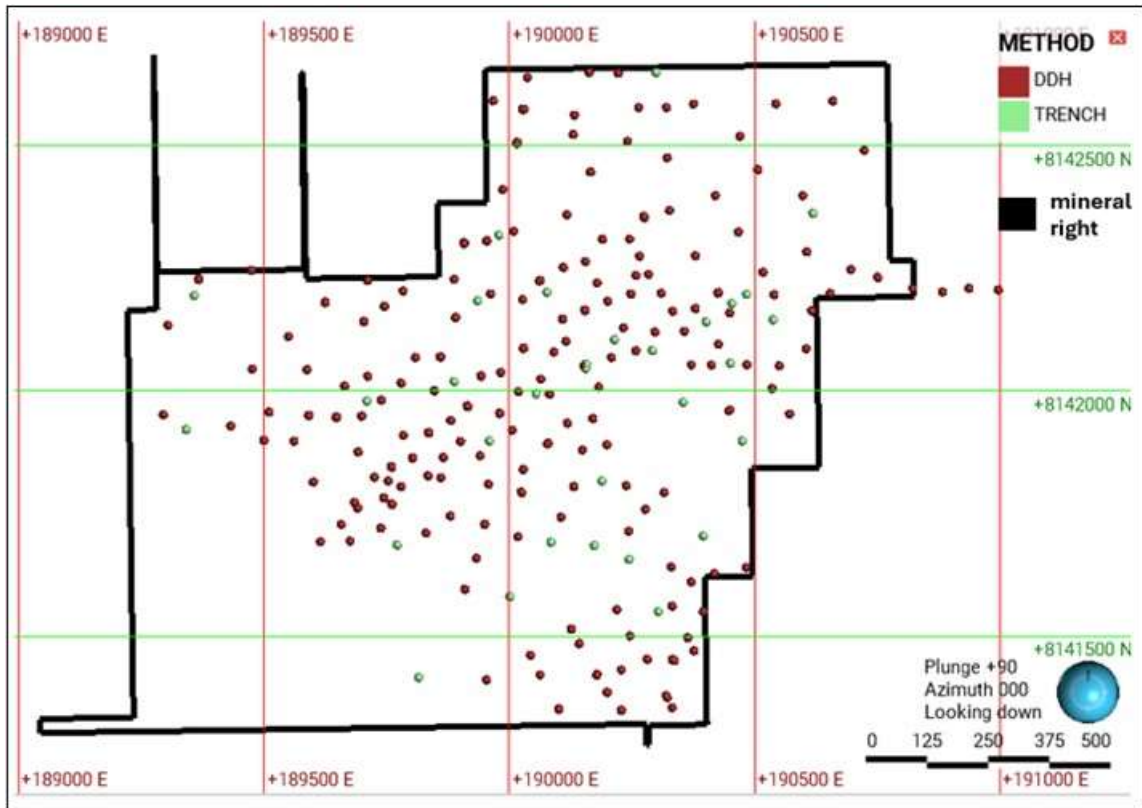 +189000 E
+189500 E
+190000 E
+190500 E
METHOD
DDH
TRENCH
+8142500 N
mineral
right
+8142000 N
+8141500 N
Plunge +90
Azimuth 000
Looking down
0 125 250 375 500
+189000 E
+189500 E
+190000 E
+190500 E
+191000 E